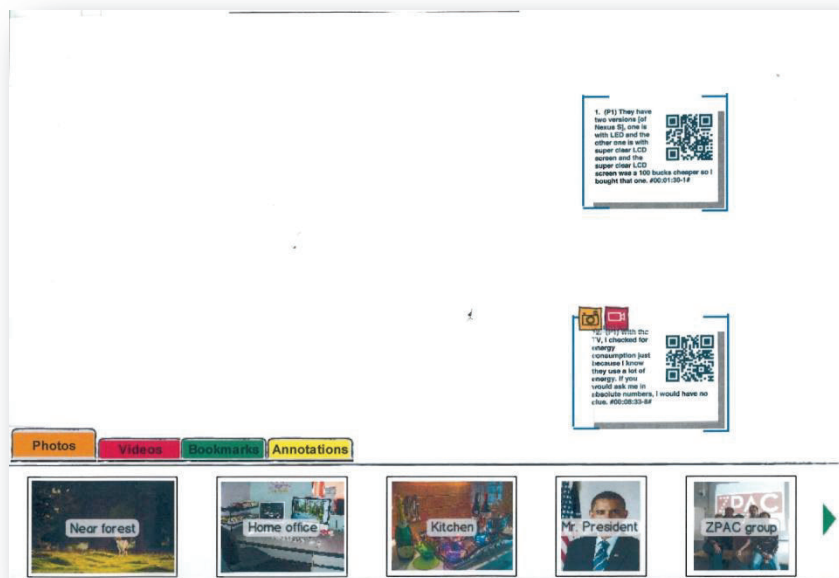 1. (P1) They have
two versions [of
Nexus S], one is
with LED and the
other one is with
super clear LCD
screen and the
super clear LCD
screen was a 100 bucks cheaper so I
bought that one. #00:01:30-1#
(P1) With the
TV, I checked for
energy
consumption just
because I know
they use a lot of
energy. If you
would ask me in
absolute numbers, I would have no
clue.
Photos
Videos
Bookmarks
Annotations
Near forest
Home office
Kitchen
Mr. President
ZPAC group
ZPAC